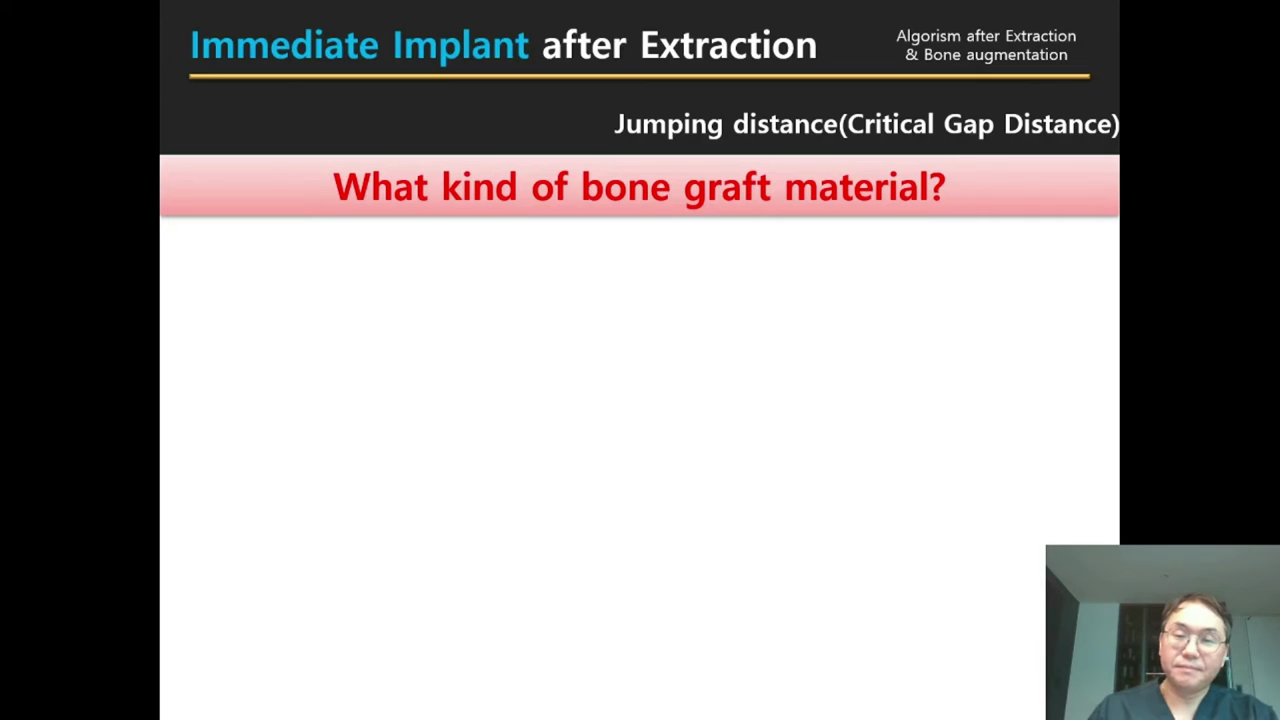 Immediate Implant after Extraction
Algorism after Extraction
& Bone augmentation
Jumping distance(Critical Gap Distance)
What kind of bone graft material?